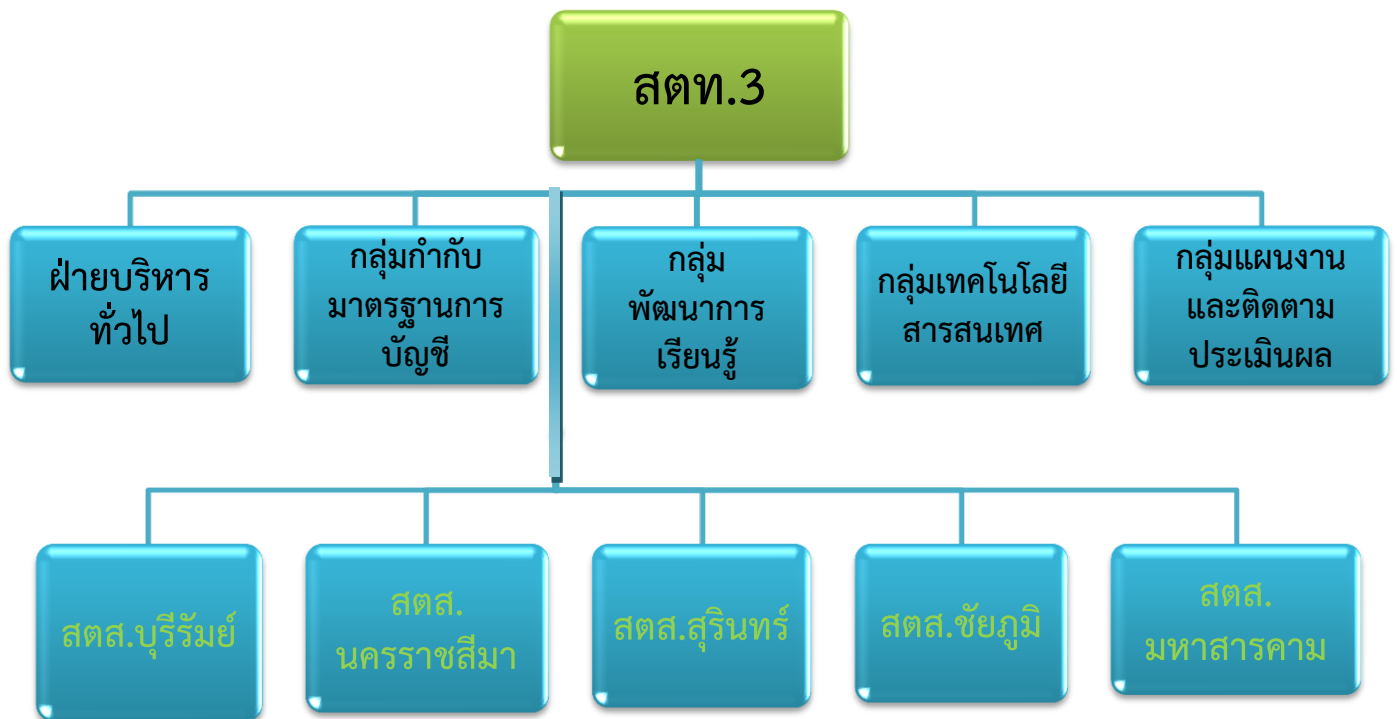 สตท.3
ฝ่ายบริหาร
ทั่วไป
กลุ่มกำกับ
มาตรฐานการ
บัญชี
กลุ่ม
พัฒนาการ
เรียนรู้
กลุ่มเทคโนโลยี
สารสนเทศ
กลุ่มแผนงาน
และติดตาม
ประเมินผล
สตส.บุรีรัมย์
สตส.
นครราชสีมา
สตส.สุรินทร์
สตส.ชัยภูมิ
สตส.
มหาสารคาม